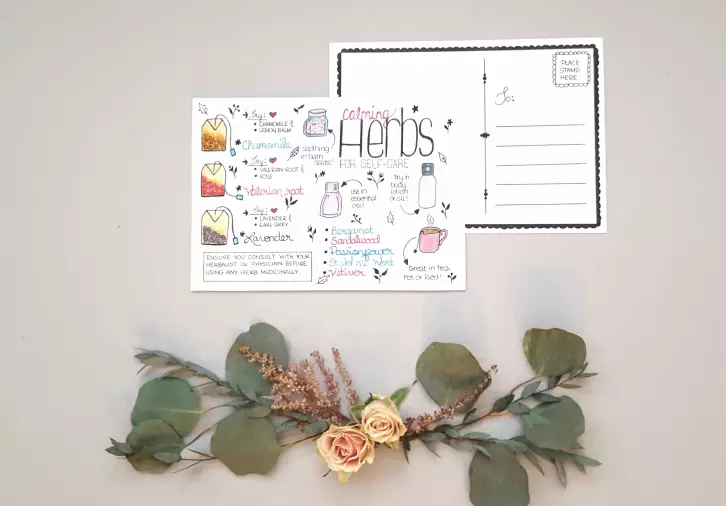 Try: ♥
• CHAMOMILE &
LEMON BALM
Chamomile
Try: ♥
• VALERIAN ROOT &
ROSE
Valerian root
Try: ♥
• LAVENDER &
EARL GREY
Lavender
ENSURE YOU CONSULT WITH YOUR
HERBALIST OR PHYSICIAN BEFORE
USING ANY HERB MEDICINALLY.
Calming
Herbs
FOR SELF-CARE
Soothing
in bath
salts!
use in
essential
oils!
try in
body
lotion
or oil!
• Bergamot
• Sandalwood
• Passionflower
• St. John's Wort
• Vetiver
Great in tea,
hot or iced!
PLACE
STAMP
HERE
To: